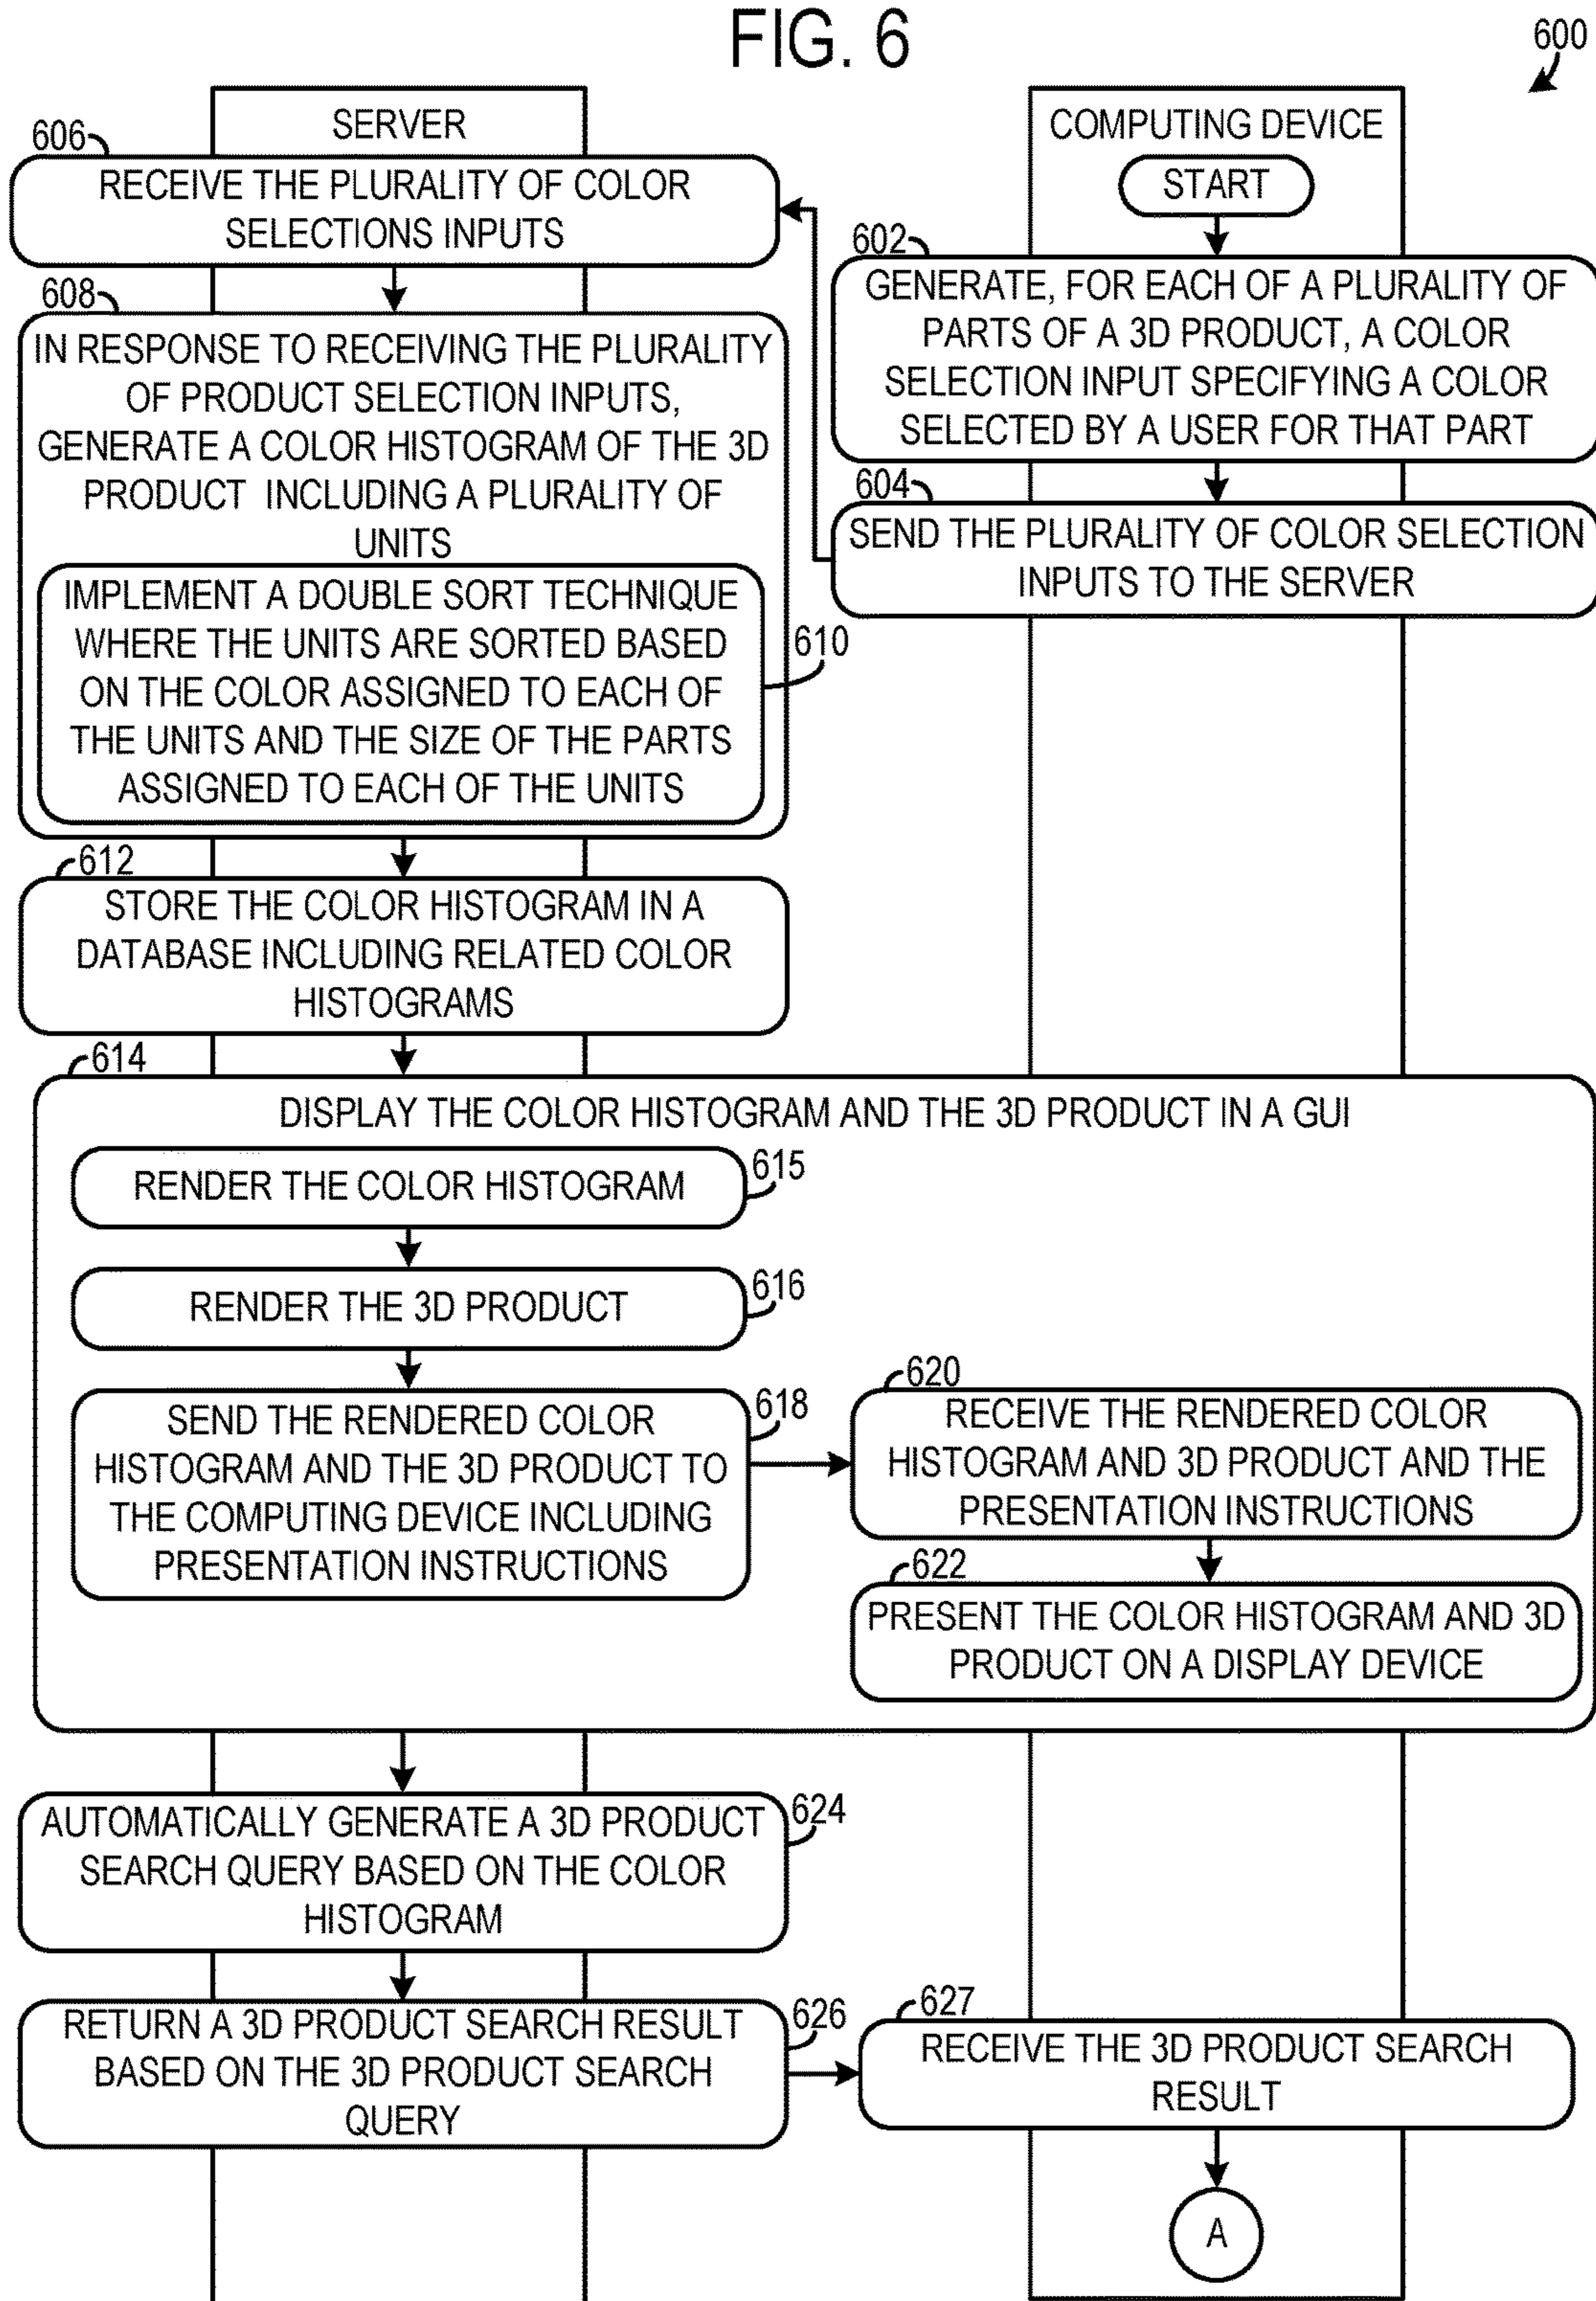 FIG. 6
600
SERVER
606
RECEIVE THE PLURALITY OF COLOR
SELECTIONS INPUTS
608
IN RESPONSE TO RECEIVING THE PLURALITY
OF PRODUCT SELECTION INPUTS,
GENERATE A COLOR HISTOGRAM OF THE 3D
PRODUCT INCLUDING A PLURALITY OF
UNITS
IMPLEMENT A DOUBLE SORT TECHNIQUE
WHERE THE UNITS ARE SORTED BASED
ON THE COLOR ASSIGNED TO EACH OF
THE UNITS AND THE SIZE OF THE PARTS
ASSIGNED TO EACH OF THE UNITS
610
612
STORE THE COLOR HISTOGRAM IN A
DATABASE INCLUDING RELATED COLOR
HISTOGRAMS
COMPUTING DEVICE
START
602
GENERATE, FOR EACH OF A PLURALITY OF
PARTS OF A 3D PRODUCT, A COLOR
SELECTION INPUT SPECIFYING A COLOR
SELECTED BY A USER FOR THAT PART
604
SEND THE PLURALITY OF COLOR SELECTION
INPUTS TO THE SERVER
614
DISPLAY THE COLOR HISTOGRAM AND THE 3D PRODUCT IN A GUI
RENDER THE COLOR HISTOGRAM
615
RENDER THE 3D PRODUCT
616
SEND THE RENDERED COLOR
HISTOGRAM AND THE 3D PRODUCT TO
THE COMPUTING DEVICE INCLUDING
PRESENTATION INSTRUCTIONS
618
620
RECEIVE THE RENDERED COLOR
HISTOGRAM AND 3D PRODUCT AND THE
PRESENTATION INSTRUCTIONS
622
PRESENT THE COLOR HISTOGRAM AND 3D
PRODUCT ON A DISPLAY DEVICE
AUTOMATICALLY GENERATE A 3D PRODUCT
SEARCH QUERY BASED ON THE COLOR
HISTOGRAM
624
RETURN A 3D PRODUCT SEARCH RESULT
BASED ON THE 3D PRODUCT SEARCH
QUERY
626
627
RECEIVE THE 3D PRODUCT SEARCH
RESULT
A